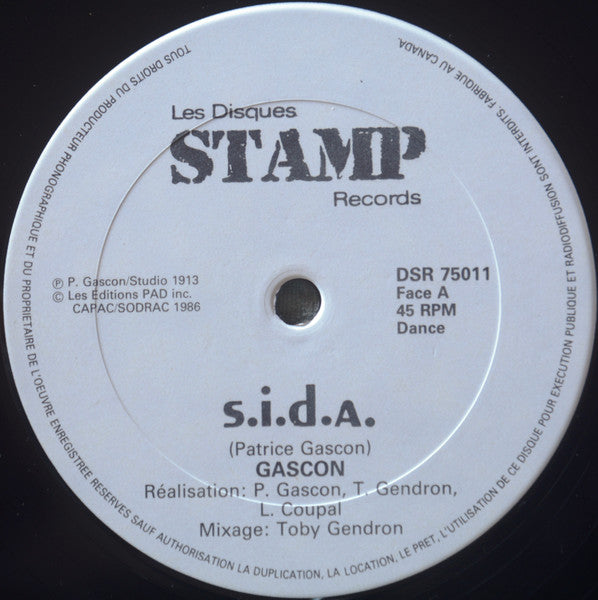 Les Disques
STAMP
Records
℗ P. Gascon/Studio 1913
© Les Editions PAD inc.
CAPAC/SODRAC 1986
DSR 75011
Face A
45 RPM
Dance
s.i.d.a.
(Patrice Gascon)
GASCON
Réalisation: P. Gascon, T. Gendron,
L. Coupal
Mixage: Toby Gendron
TOUS DROITS DU PRODUCTEUR PHONOGRAPHIQUE ET DU PROPRIETAIRE DE L'OEUVRE ENREGISTREE RESERVES SAUF AUTHORISATION LA DUPLICATION, LA LOCATION, LE PRET, L'UTILISATION DE CE DISQUE POUR EXECUTION PUBLIQUE ET RADIODIFFUSION SONT INTERDITS. FABRIQUE AU CANADA.